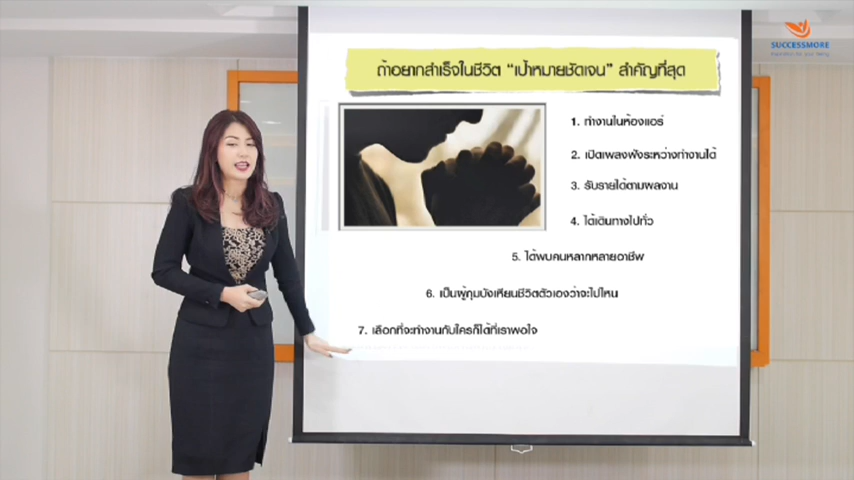 SUCCESSMORE
ถ้าอยากสำเร็จในชีวิต “เป้าหมายชัดเจน” สำคัญที่สุด
1. ทำงานในห้องแอร์
2. เปิดเพลงฟังระหว่างทำงานได้
3. รับรายได้ตามผลงาน
4. ได้เดินทางไปทั่ว
5. ได้พบคนหลากหลายอาชีพ
6. เป็นผู้กุมบังเหียนชีวิตตัวเองว่าจะไปไหน
7. เลือกที่จะทำงานกับใครก็ได้ที่เราพอใจ